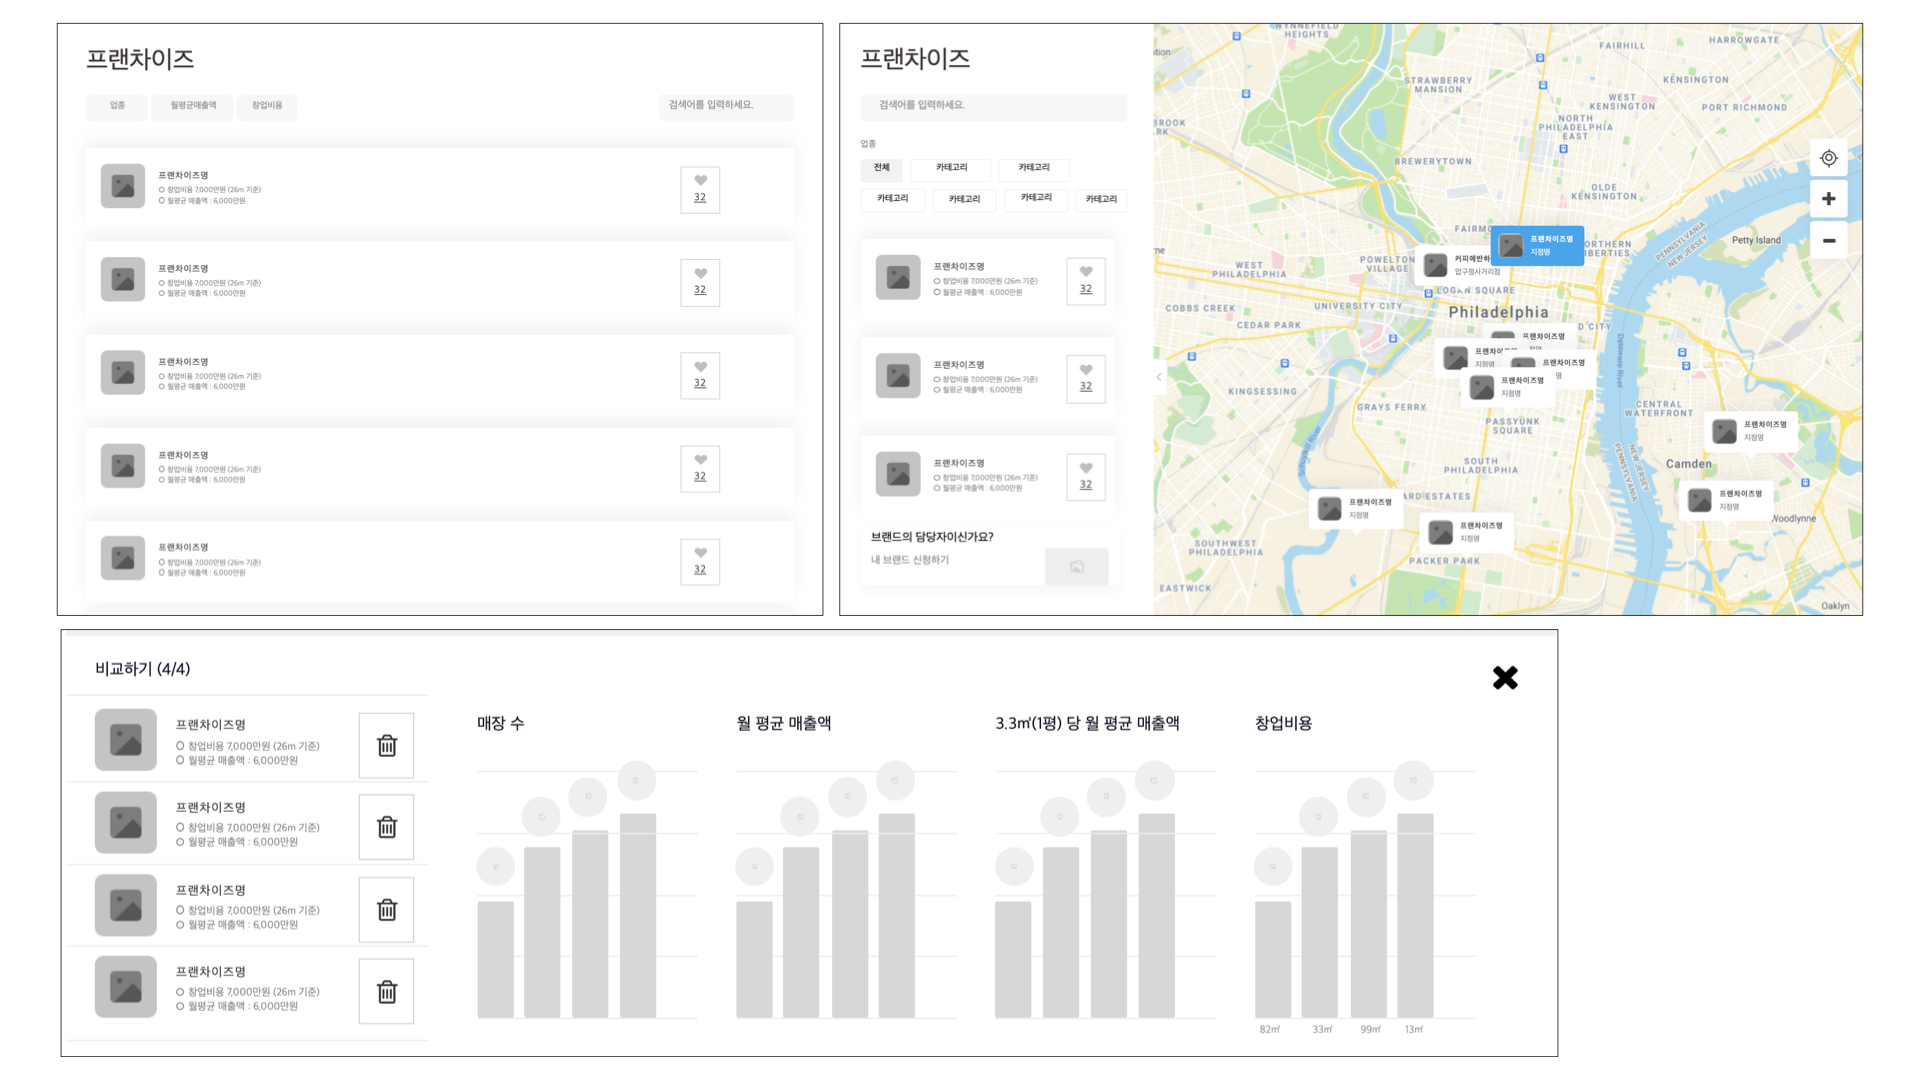 프랜차이즈
업종
월평균매출액
창업비용
검색어를 입력하세요.
프랜차이즈명
창업비용 7,000만원 (26m 기준)
월평균 매출액 : 6,000만원
32
프랜차이즈명
창업비용 7,000만원 (26m 기준)
월평균 매출액 : 6,000만원
32
프랜차이즈명
창업비용 7,000만원 (26m 기준)
월평균 매출액 : 6,000만원
32
프랜차이즈명
창업비용 7,000만원 (26m 기준)
월평균 매출액 : 6,000만원
32
프랜차이즈명
창업비용 7,000만원 (26m 기준)
월평균 매출액 : 6,000만원
32
프랜차이즈
검색어를 입력하세요.
업종
전체
카테고리
카테고리
카테고리
카테고리
카테고리
카테고리
프랜차이즈명
창업비용 7,000만원 (26m 기준)
월평균 매출액 : 6,000만원
32
프랜차이즈명
창업비용 7,000만원 (26m 기준)
월평균 매출액 : 6,000만원
32
프랜차이즈명
창업비용 7,000만원 (26m 기준)
월평균 매출액 : 6,000만원
32
브랜드의 담당자이신가요?
내 브랜드 신청하기
WYNNEFIELD
HEIGHTS
FAIRHILL
HARROWGATE
STRAWBERRY
MANSION
KENSINGTON
WEST
KENSINGTON
PORT RICHMOND
NORTH
PHILADELPHIA
EAST
BREWERYTOWN
OLDE
KENSINGTON
프랜차이즈명
지점명
PENNSYLVANIA
NEW JERSEY
Petty Island
WEST
PHILADELPHIA
POWELTON
VILLAGE
압구정사거리점
LOGAN SQUARE
UNIVERSITY CITY
Philadelphia
COBBS CREEK
CEDAR PARK
프랜차이즈명
프랜차이즈명
지점명
프랜차이즈명
지점명
Delaware River
KINGSESSING
GRAYS FERRY
CENTRAL
WATERFRONT
PASSYUNK
SQUARE
프랜차이즈명
지점명
Schuylkill River
SOUTH
PHILADELPHIA
NEW JERSEY
PENNSYLVANIA
Camden
프랜차이즈명
지점명
프랜차이즈명
지점명
ARD ESTATES
프랜차이즈명
지점명
Woodlynne
SOUTHWEST
PHILADELPHIA
PACKER PARK
EASTWICK
Oaklyn
비교하기 (4/4)
프랜차이즈명
창업비용 7,000만원 (26m 기준)
월평균 매출액 : 6,000만원
프랜차이즈명
창업비용 7,000만원 (26m 기준)
월평균 매출액 : 6,000만원
프랜차이즈명
창업비용 7,000만원 (26m 기준)
월평균 매출액 : 6,000만원
프랜차이즈명
창업비용 7,000만원 (26m 기준)
월평균 매출액 : 6,000만원
매장 수
월 평균 매출액
3.3㎡(1평) 당 월 평균 매출액
창업비용
82㎡
33㎡
99㎡
13㎡